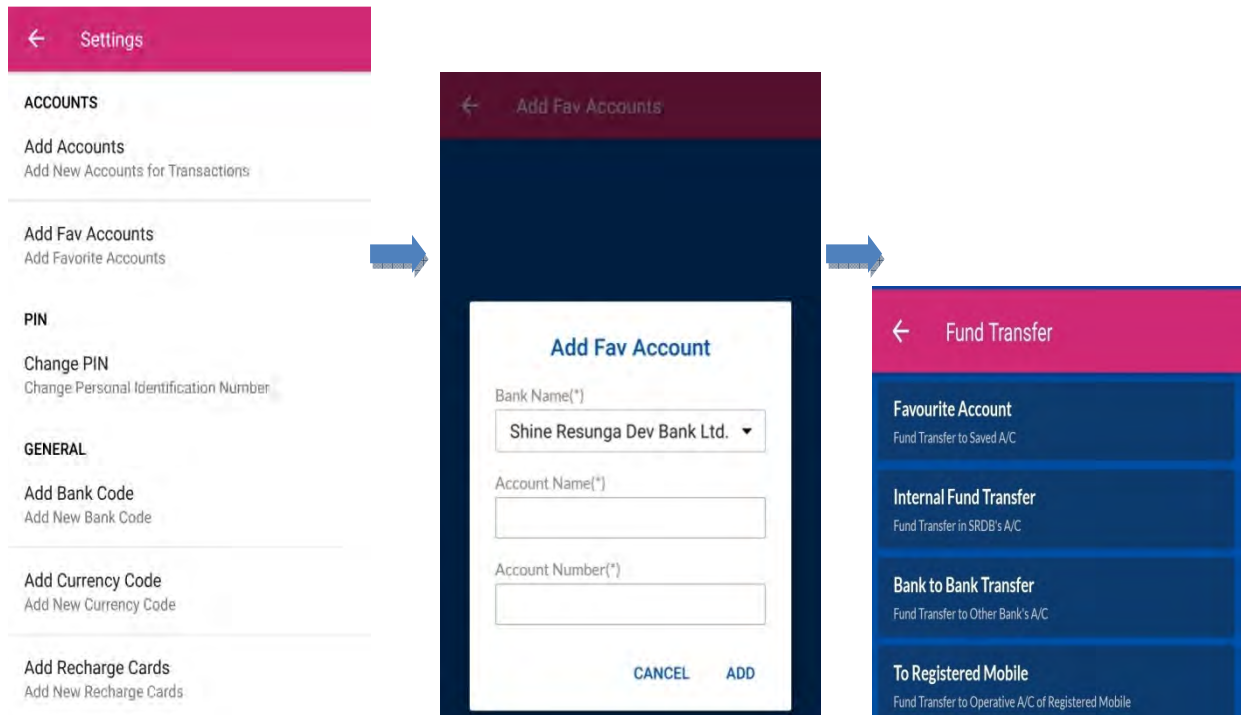 Settings
ACCOUNTS
Add Accounts
Add New Accounts for Transactions
Add Fav Accounts
Add Favorite Accounts
PIN
Change PIN
Change Personal Identification Number
GENERAL
Add Bank Code
Add New Bank Code
Add Currency Code
Add New Currency Code
Add Recharge Cards
Add New Recharge Cards
Add Fav Accounts
Add Fav Account
Bank Name(*)
Shine Resunga Dev Bank Ltd.
Account Name(*)
Account Number(*)
CANCEL ADD
Fund Transfer
Favourite Account
Fund Transfer to Saved A/C
Internal Fund Transfer
Fund Transfer in SRDB's A/C
Bank to Bank Transfer
Fund Transfer to Other Bank's A/C
To Registered Mobile
Fund Transfer to Operative A/C of Registered Mobile